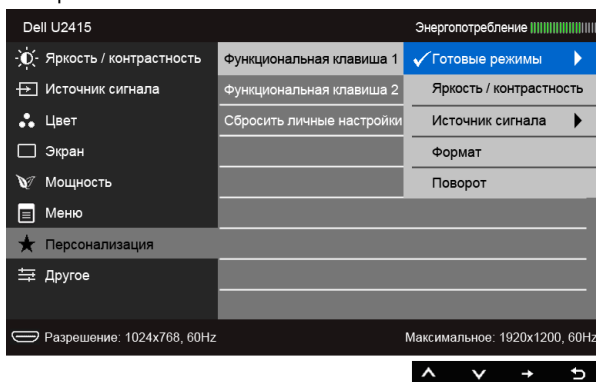 Dell U2415 Энергопотребление
Яркость / контрастность Функциональная клавиша 1 Готовые режимы
Источник сигнала Функциональная клавиша 2 Яркость / контрастность
Цвет Сбросить личные настройки Источник сигнала
Экран Формат
Мощность Поворот
Меню
Персонализация
Другое
Разрешение: 1024x768, 60Hz Максимальное: 1920x1200, 60Hz